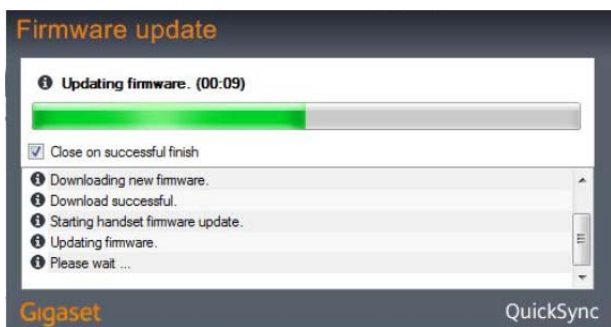 Firmware update
Updating firmware. (00:09)
Close on successful finish
Downloading new firmware.
Download successful.
Starting handset firmware update.
Updating firmware.
Please wait ...
Gigaset QuickSync